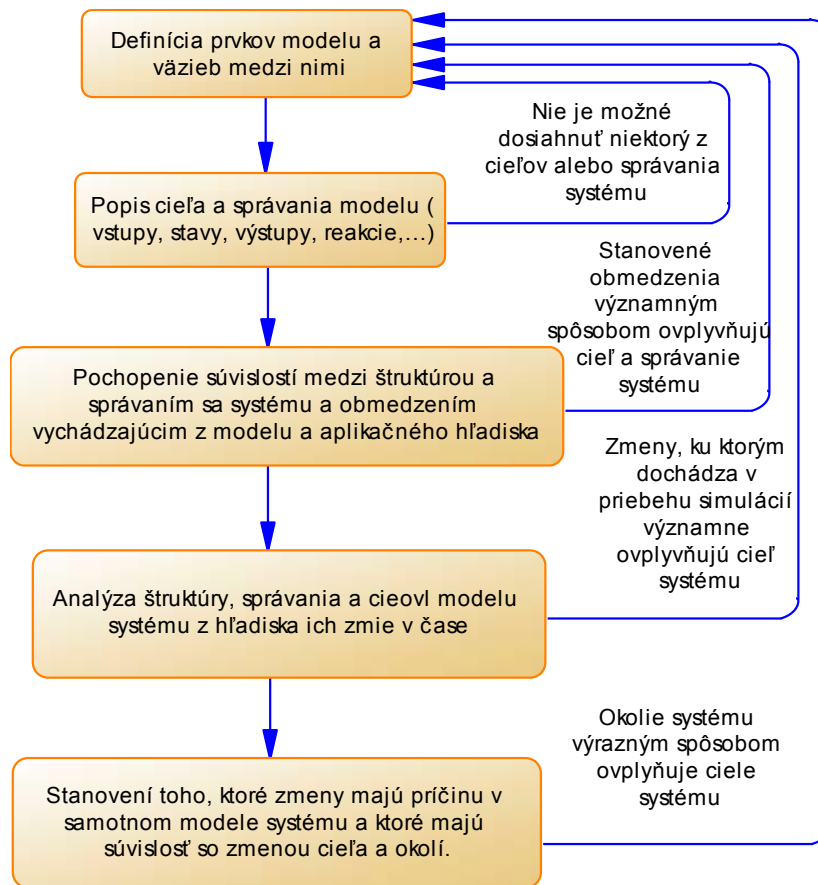 Definícia prvkov modelu a
väzieb medzi nimi
Nie je možné
dosiahnuť niektorý z
cieľov alebo správania
systému
Popis cieľa a správania modelu (
vstupy, stavy, výstupy, reakcie,…)
Stanovené
obmedzenia
významným
spôsobom ovplyvňujú
cieľ a správanie
systému
Pochopenie súvislostí medzi štruktúrou a
správaním sa systému a obmedzením
vychádzajúcim z modelu a aplikačného hľadiska
Zmeny, ku ktorým
dochádza v
priebehu simulácií
významne
ovplyvňujú cieľ
systému
Analýza štruktúry, správania a cieovl modelu
systému z hľadiska ich zmie v čase
Okolie systému
výrazným spôsobom
ovplyňuje ciele
systému
Stanovení toho, ktoré zmeny majú príčinu v
samotnom modele systému a ktoré majú
súvislosť so zmenou cieľa a okolí.